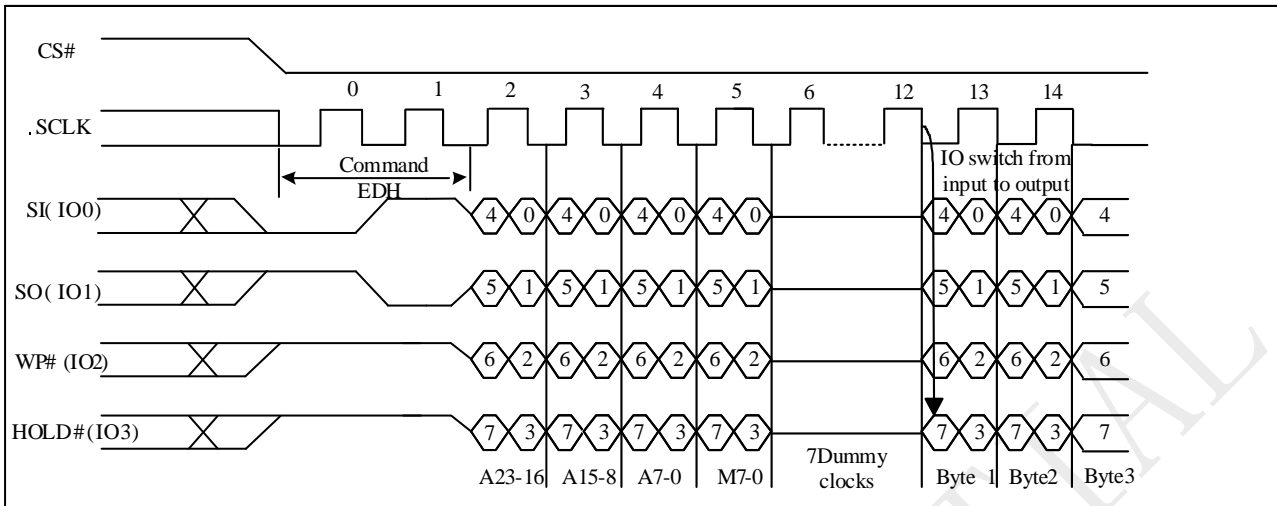 CS#
0 1 2 3 4 5 6 12 13 14
.SCLK
Command
EDH
IO switch from
input to output
SI( IO0)
4 0 4 0 4 0 4 0 4 0 4 0 4
SO( IO1)
5 1 5 1 5 1 5 1 5 1 5 1 5
WP# (IO2)
6 2 6 2 6 2 6 2 6 2 6 2 6
HOLD#(IO3)
7 3 7 3 7 3 7 3 7 3 7 3 7
A23-16 A15-8 A7-0 M7-0
7Dummy
clocks
Byte 1 Byte2 Byte3